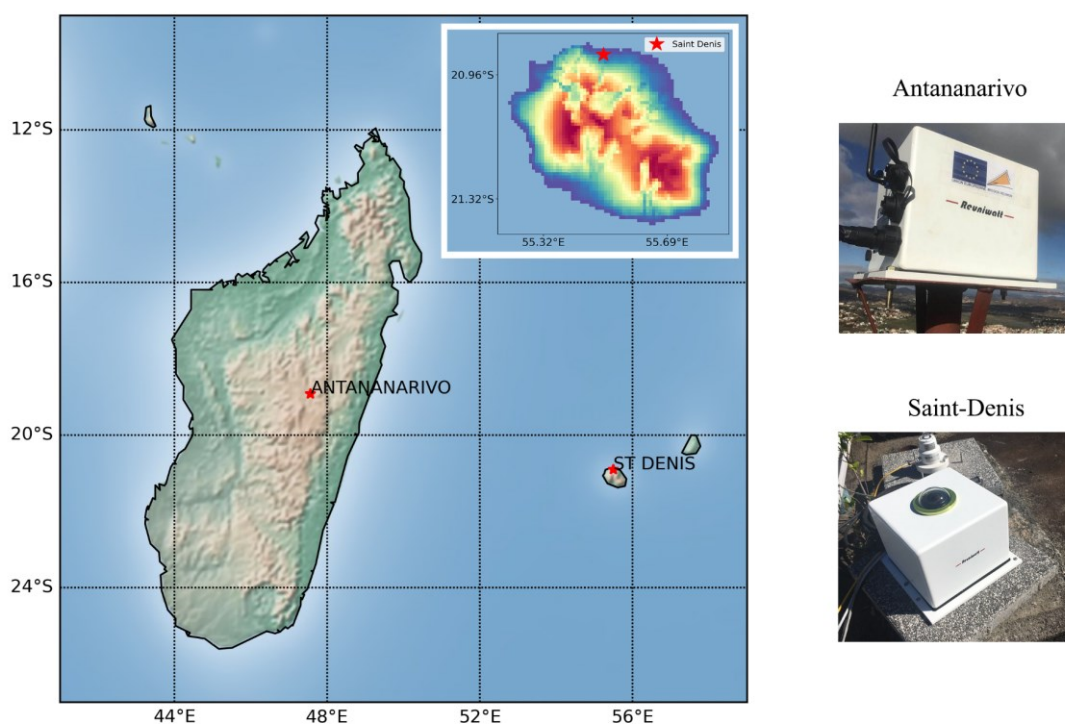 Saint Denis
20.96°S
21.32°S
55.32°E
55.69°E
12°S
16°S
20°S
24°S
44°E
48°E
52°E
56°E
ANTANANARIVO
ST DENIS
Antananarivo
Reuniwatt
Saint-Denis
Reuniwatt